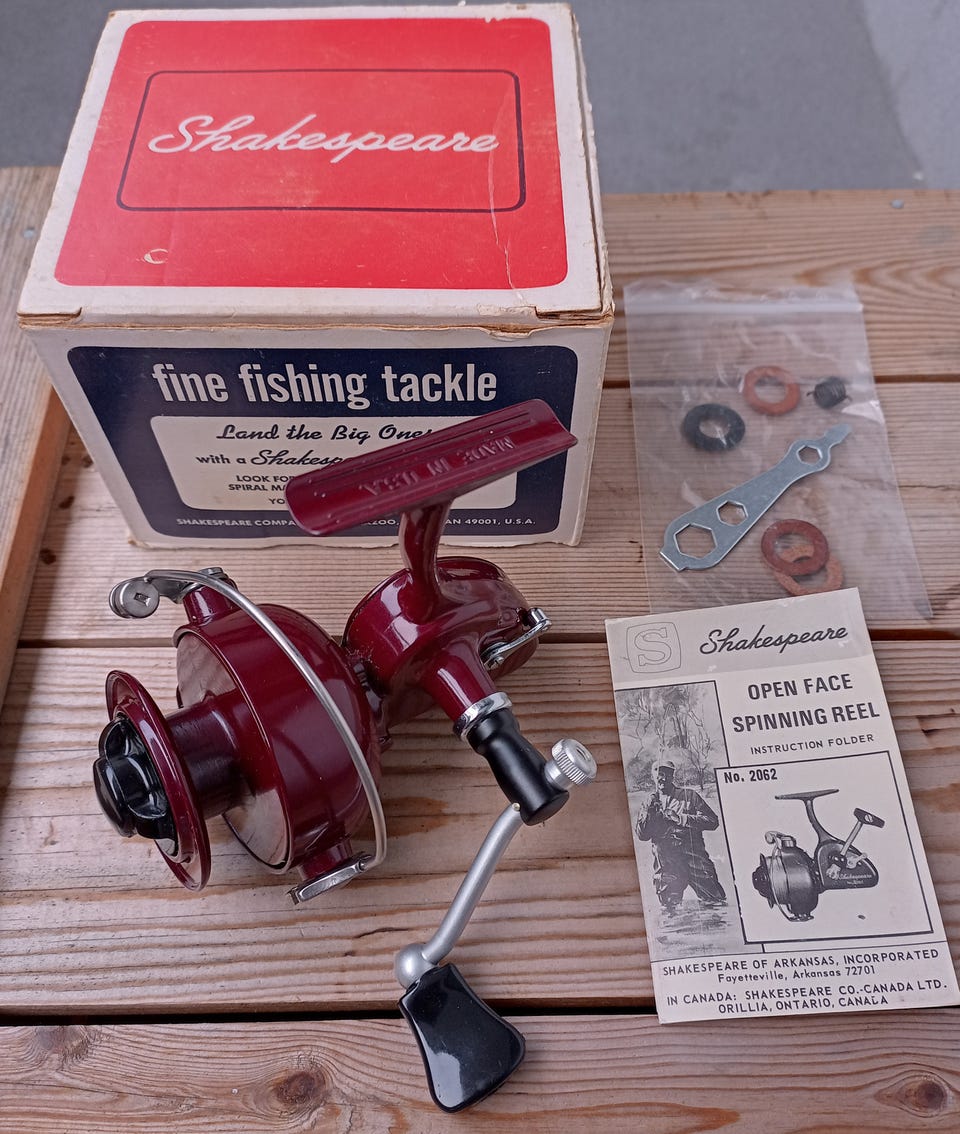 Shakespeare
fine fishing tackle
Land the Big Ones
with a Shakesp
LOOK FO
SPIRAL MA
YO
SHAKESPEARE COMPA AZOO, AN 49001, U.S.A.
MADE IN USA
S Shakespeare
OPEN FACE
SPINNING REEL
INSTRUCTION FOLDER
No. 2062
Shakespeare
SHAKESPEARE OF ARKANSAS, INCORPORATED
Fayetteville, Arkansas 72701
IN CANADA: SHAKESPEARE CO.-CANADA LTD.
ORILLIA, ONTARIO, CANADA